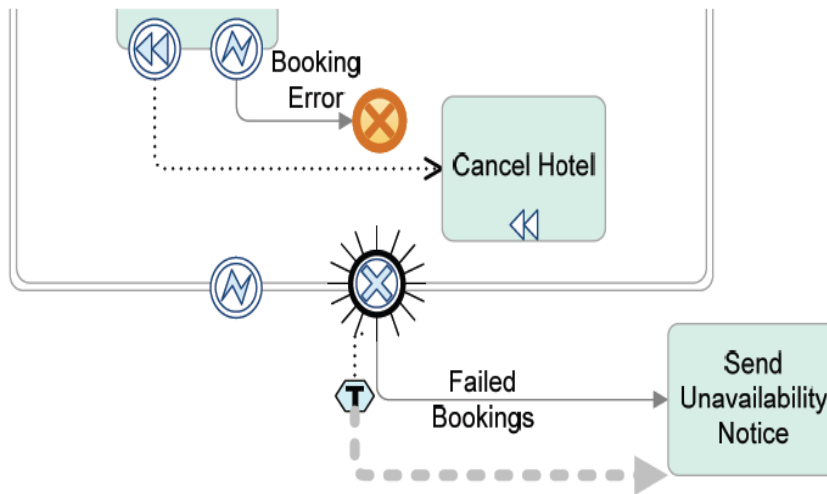 Booking
Error
Cancel Hotel
T
Failed
Bookings
Send
Unavailability
Notice